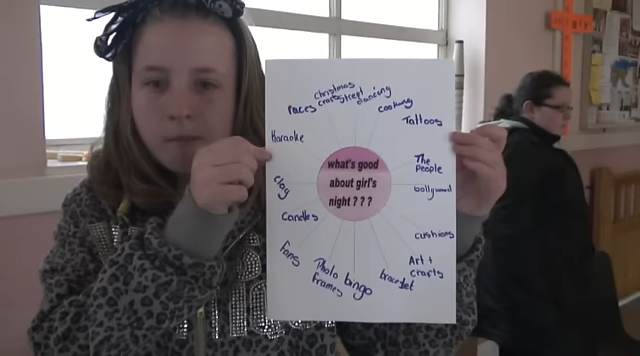 what's good
about girl's
night ? ? ?
christmas
crafts
street
dancing
cooking
Tattoos
The
People
bollywood
cushions
Art +
crafts
bracelet
bingo
Photo
frames
fans
Candles
clay
Karaoke
races